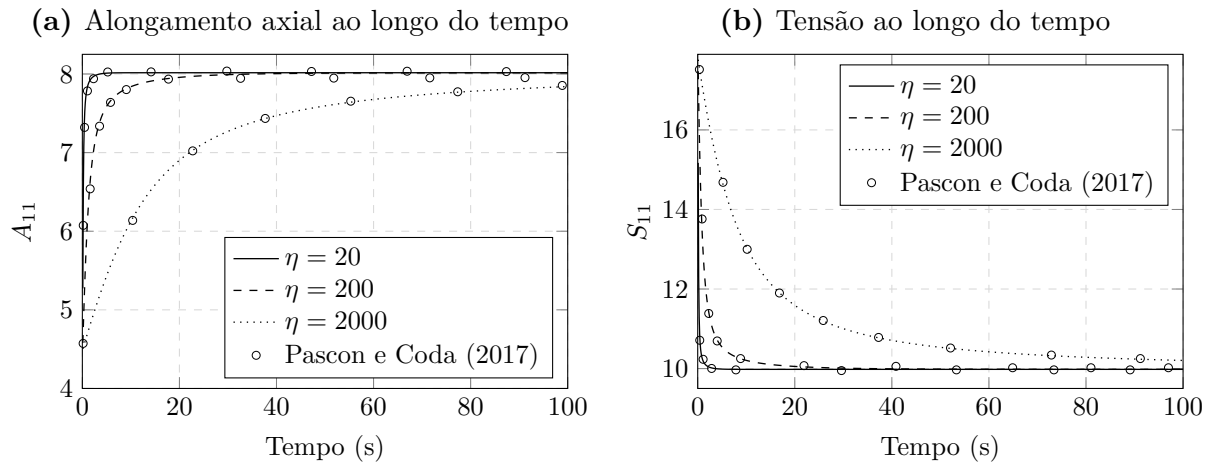 (a) Alongamento axial ao longo do tempo
8
7
6
5
4
A₁₁
0 20 40 60 80 100
Tempo (s)
η = 20
η = 200
η = 2000
Pascon e Coda (2017)
(b) Tensão ao longo do tempo
16
14
12
10
S₁₁
0 20 40 60 80 100
Tempo (s)
η = 20
η = 200
η = 2000
Pascon e Coda (2017)